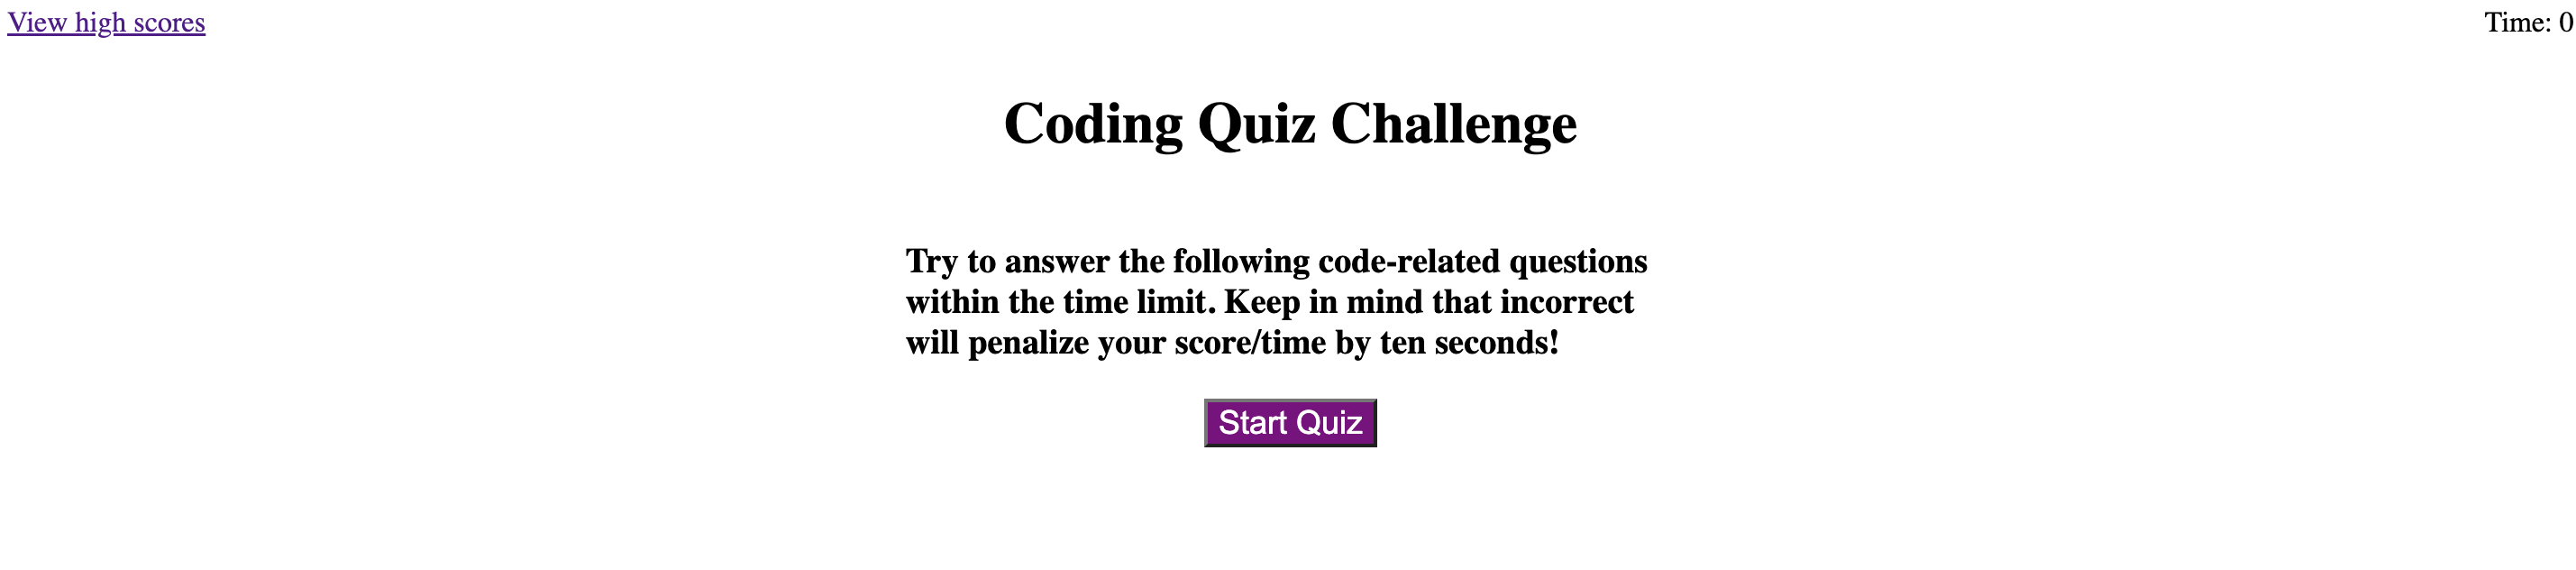 View high scores
Time: 0
Coding Quiz Challenge
Try to answer the following code-related questions
within the time limit. Keep in mind that incorrect
will penalize your score/time by ten seconds!
Start Quiz